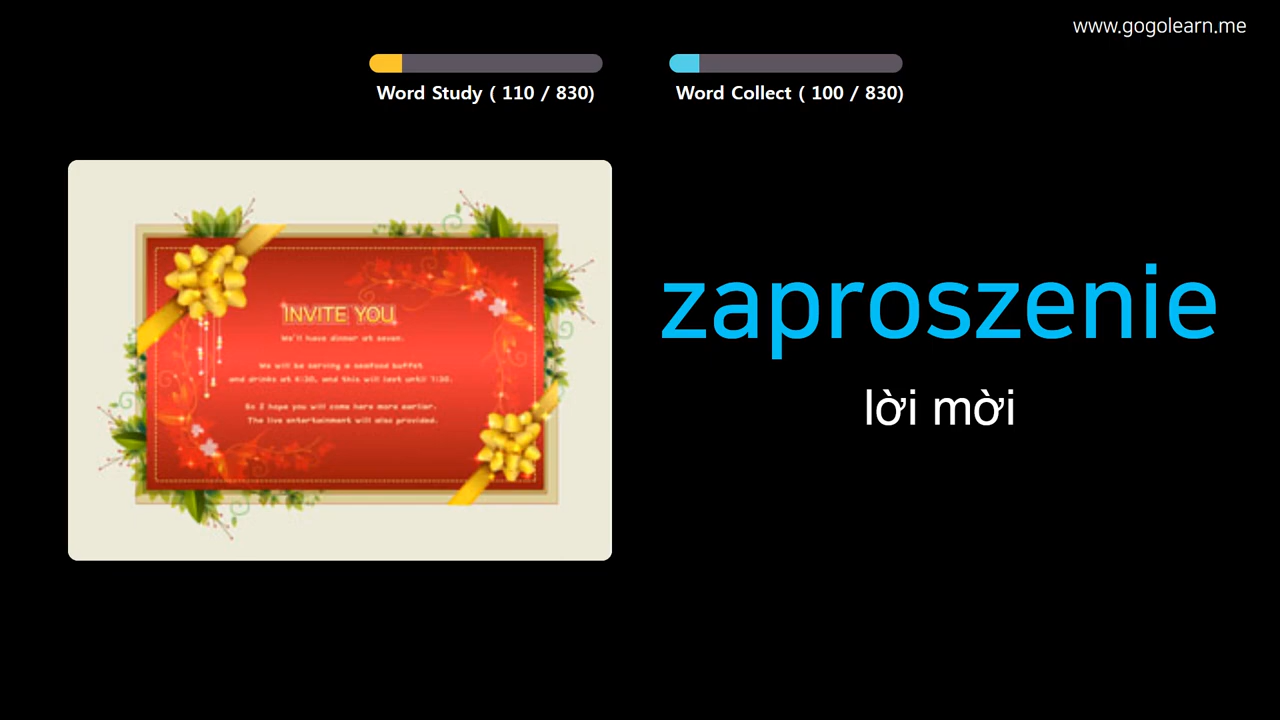 www.gogolearn.me
Word Study ( 110 / 830)
Word Collect ( 100 / 830)
INVITE YOU
We'll have dinner at seven.
We will be serving a seafood buffet
and drinks at 6:30, and this will last until 1:30.
So I hope you will come here more earlier.
The live entertainment will also provided.
zaproszenie
lời mời